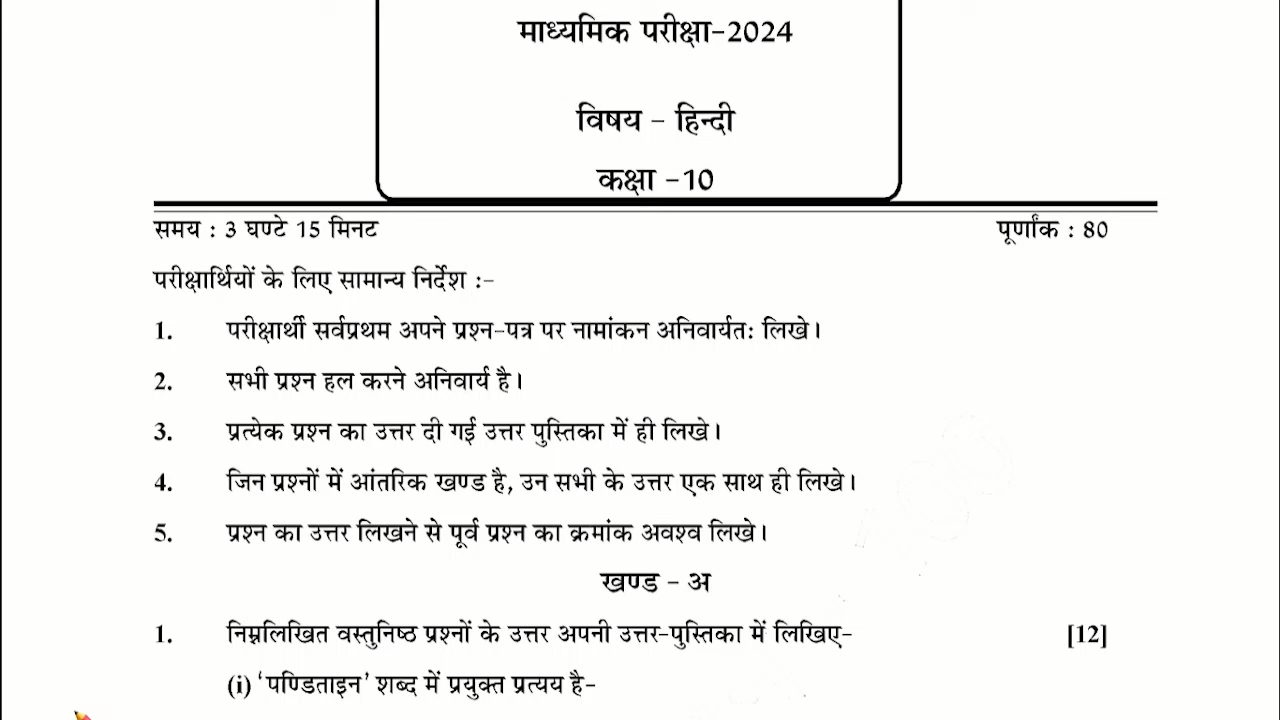 माध्यमिक परीक्षा-2024
विषय - हिन्दी
कक्षा -10
समय : 3 घण्टे 15 मिनट पूर्णांक : 80
परीक्षार्थियों के लिए सामान्य निर्देश :-
1. परीक्षार्थी सर्वप्रथम अपने प्रश्न-पत्र पर नामांकन अनिवार्यतः लिखे।
2. सभी प्रश्न हल करने अनिवार्य है।
3. प्रत्येक प्रश्न का उत्तर दी गई उत्तर पुस्तिका में ही लिखे।
4. जिन प्रश्नों में आंतरिक खण्ड है, उन सभी के उत्तर एक साथ ही लिखे।
5. प्रश्न का उत्तर लिखने से पूर्व प्रश्न का क्रमांक अवश्व लिखे।
खण्ड - अ
1. निम्नलिखित वस्तुनिष्ठ प्रश्नों के उत्तर अपनी उत्तर-पुस्तिका में लिखिए- [12]
(i) 'पण्डिताइन' शब्द में प्रयुक्त प्रत्यय है-